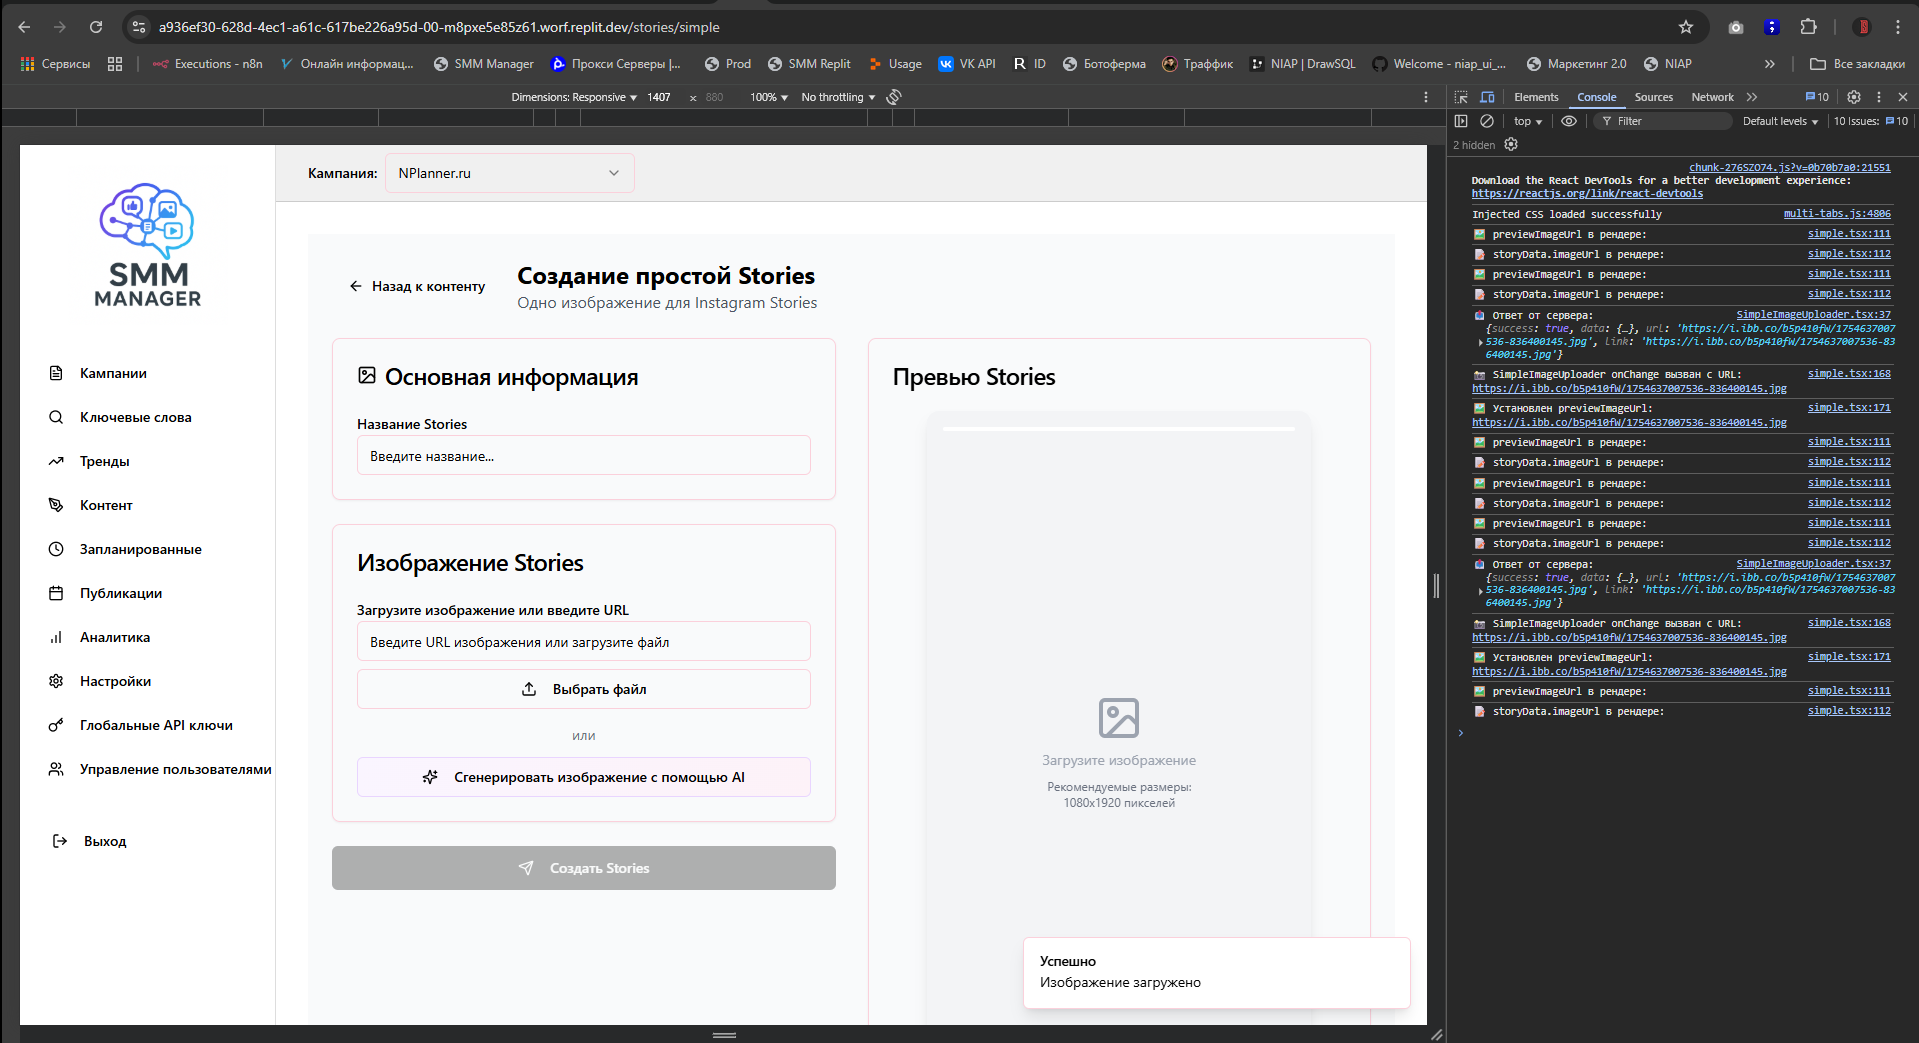 a936ef30-628d-4ec1-a61c-617be226a95d-00-m8pxe5e85z61.worf.replit.dev/stories/simple
Сервисы
Executions - n8n
Онлайн информац...
SMM Manager
Прокси Серверы |...
Prod
SMM Replit
Usage
VK API
ID
Ботоферма
Траффик
NIAP | DrawSQL
Welcome - niap_ui_...
Маркетинг 2.0
NIAP
Все закладки
Dimensions: Responsive 1407 x 880 100% No throttling
Elements Console Sources Network 10
top Filter Default levels 10 Issues: 10
2 hidden
SMM
MANAGER
Кампании
Ключевые слова
Тренды
Контент
Запланированные
Публикации
Аналитика
Настройки
Глобальные API ключи
Управление пользователями
Выход
Кампания: NPlanner.ru
Назад к контенту
Создание простой Stories
Одно изображение для Instagram Stories
Основная информация
Название Stories
Введите название...
Изображение Stories
Загрузите изображение или введите URL
Введите URL изображения или загрузите файл
Выбрать файл
или
Сгенерировать изображение с помощью AI
Создать Stories
Превью Stories
Загрузите изображение
Рекомендуемые размеры:
1080x1920 пикселей
Успешно
Изображение загружено
chunk-276SZO74.js?v=0b70b7a0:21551
Download the React DevTools for a better development experience:
https://reactjs.org/link/react-devtools
Injected CSS loaded successfully multi-tabs.js:4806
previewImageUrl в рендере: simple.tsx:111
storyData.imageUrl в рендере: simple.tsx:112
previewImageUrl в рендере: simple.tsx:111
storyData.imageUrl в рендере: simple.tsx:112
Ответ от сервера: SimpleImageUploader.tsx:37
{success: true, data: {…}, url: 'https://i.ibb.co/b5p410fW/1754637007
536-836400145.jpg', link: 'https://i.ibb.co/b5p410fW/1754637007536-83
6400145.jpg'}
SimpleImageUploader onChange вызван с URL: simple.tsx:168
https://i.ibb.co/b5p410fW/1754637007536-836400145.jpg
Установлен previewImageUrl: simple.tsx:171
https://i.ibb.co/b5p410fW/1754637007536-836400145.jpg
previewImageUrl в рендере: simple.tsx:111
storyData.imageUrl в рендере: simple.tsx:112
previewImageUrl в рендере: simple.tsx:111
storyData.imageUrl в рендере: simple.tsx:112
previewImageUrl в рендере: simple.tsx:111
storyData.imageUrl в рендере: simple.tsx:112
Ответ от сервера: SimpleImageUploader.tsx:37
{success: true, data: {…}, url: 'https://i.ibb.co/b5p410fW/1754637007
536-836400145.jpg', link: 'https://i.ibb.co/b5p410fW/1754637007536-83
6400145.jpg'}
SimpleImageUploader onChange вызван с URL: simple.tsx:168
https://i.ibb.co/b5p410fW/1754637007536-836400145.jpg
Установлен previewImageUrl: simple.tsx:171
https://i.ibb.co/b5p410fW/1754637007536-836400145.jpg
previewImageUrl в рендере: simple.tsx:111
storyData.imageUrl в рендере: simple.tsx:112